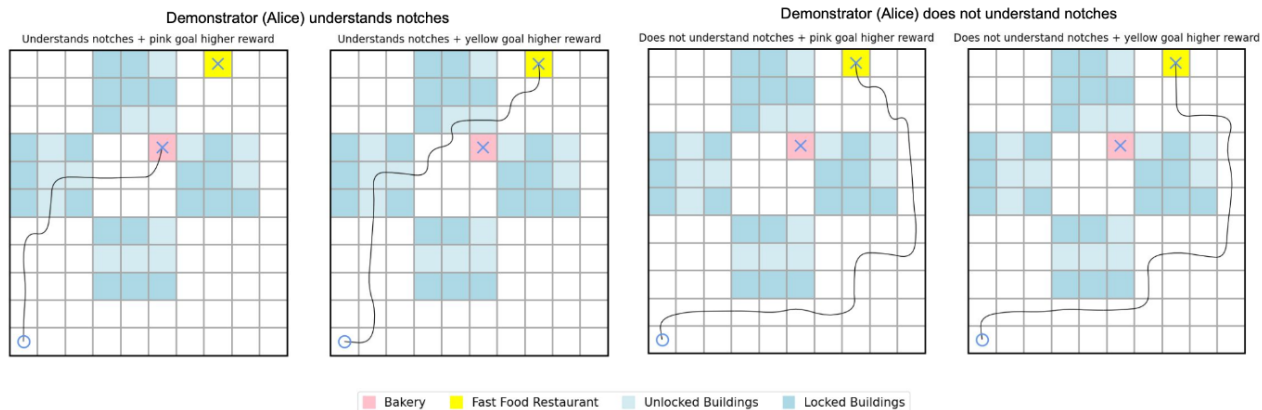 Demonstrator (Alice) understands notches
Demonstrator (Alice) does not understand notches
Understands notches + pink goal higher reward
Understands notches + yellow goal higher reward
Does not understand notches + pink goal higher reward
Does not understand notches + yellow goal higher reward
Bakery
Fast Food Restaurant
Unlocked Buildings
Locked Buildings